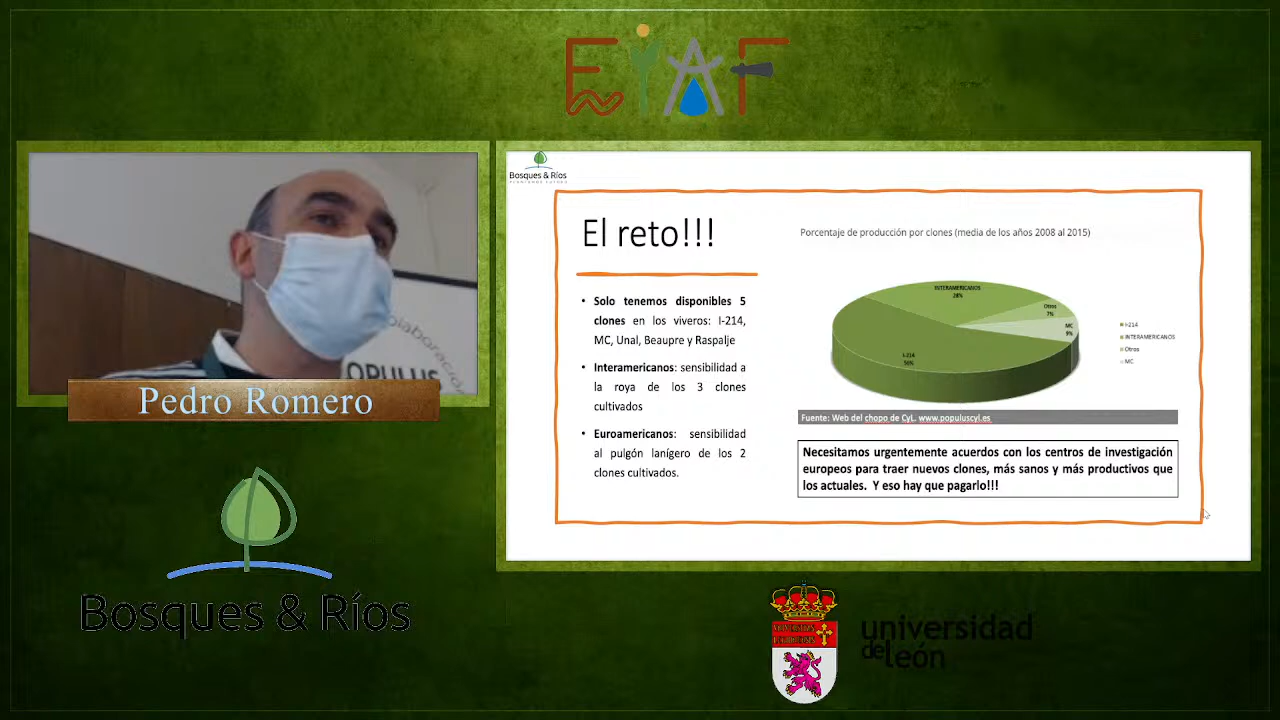 EIAF
OPULUS
Pedro Romero
Bosques & Ríos
Bosques & Ríos
El reto!!!
• Solo tenemos disponibles 5
clones en los viveros: I-214,
MC, Unal, Beaupre y Raspalje
• Interamericanos: sensibilidad a
la roya de los 3 clones
cultivados
• Euroamericanos: sensibilidad
al pulgón lanígero de los 2
clones cultivados.
Porcentaje de producción por clones (media de los años 2008 al 2015)
INTERAMERICANOS
28%
Otros
7%
MC
9%
I-214
56%
I-214
INTERAMERICANOS
Otros
MC
Fuente: Web del chopo de CyL. www.populuscyl.es
Necesitamos urgentemente acuerdos con los centros de investigación
europeos para traer nuevos clones, más sanos y más productivos que
los actuales. Y eso hay que pagarlo!!!
universidad
de león